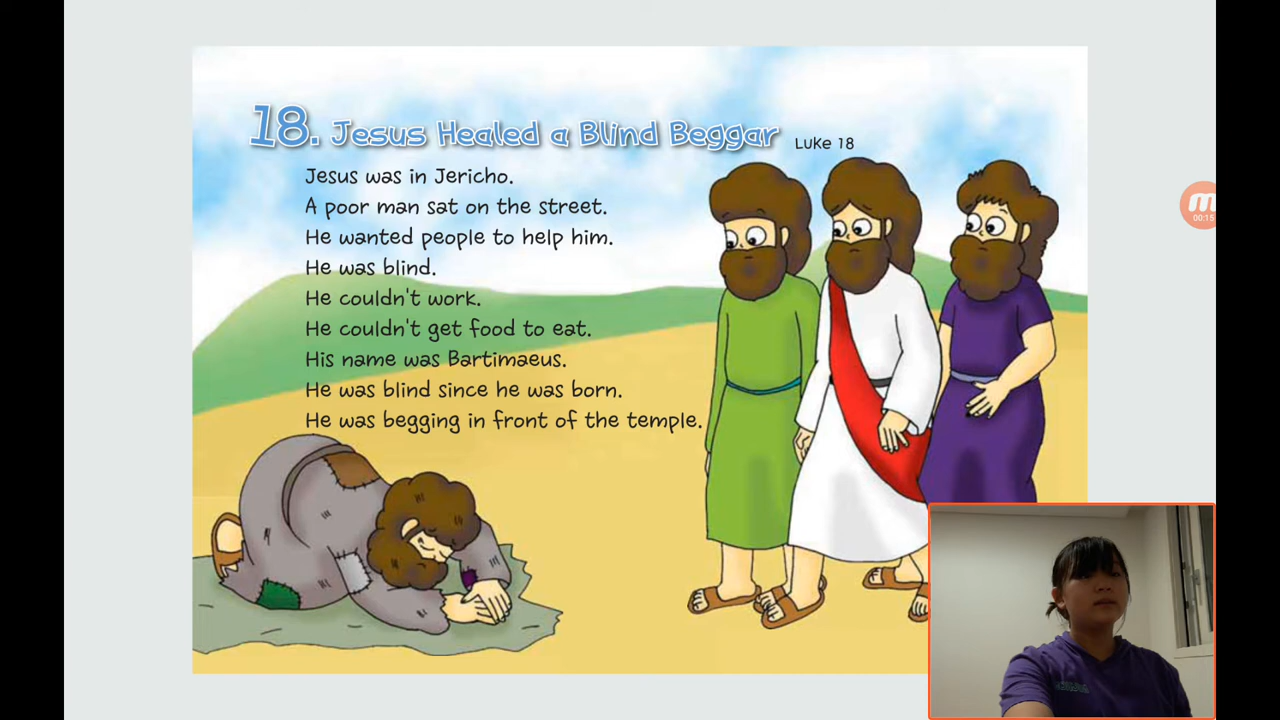 18. Jesus Healed a Blind Beggar Luke 18
Jesus was in Jericho.
A poor man sat on the street.
He wanted people to help him.
He was blind.
He couldn't work.
He couldn't get food to eat.
His name was Bartimaeus.
He was blind since he was born.
He was begging in front of the temple.
00:15